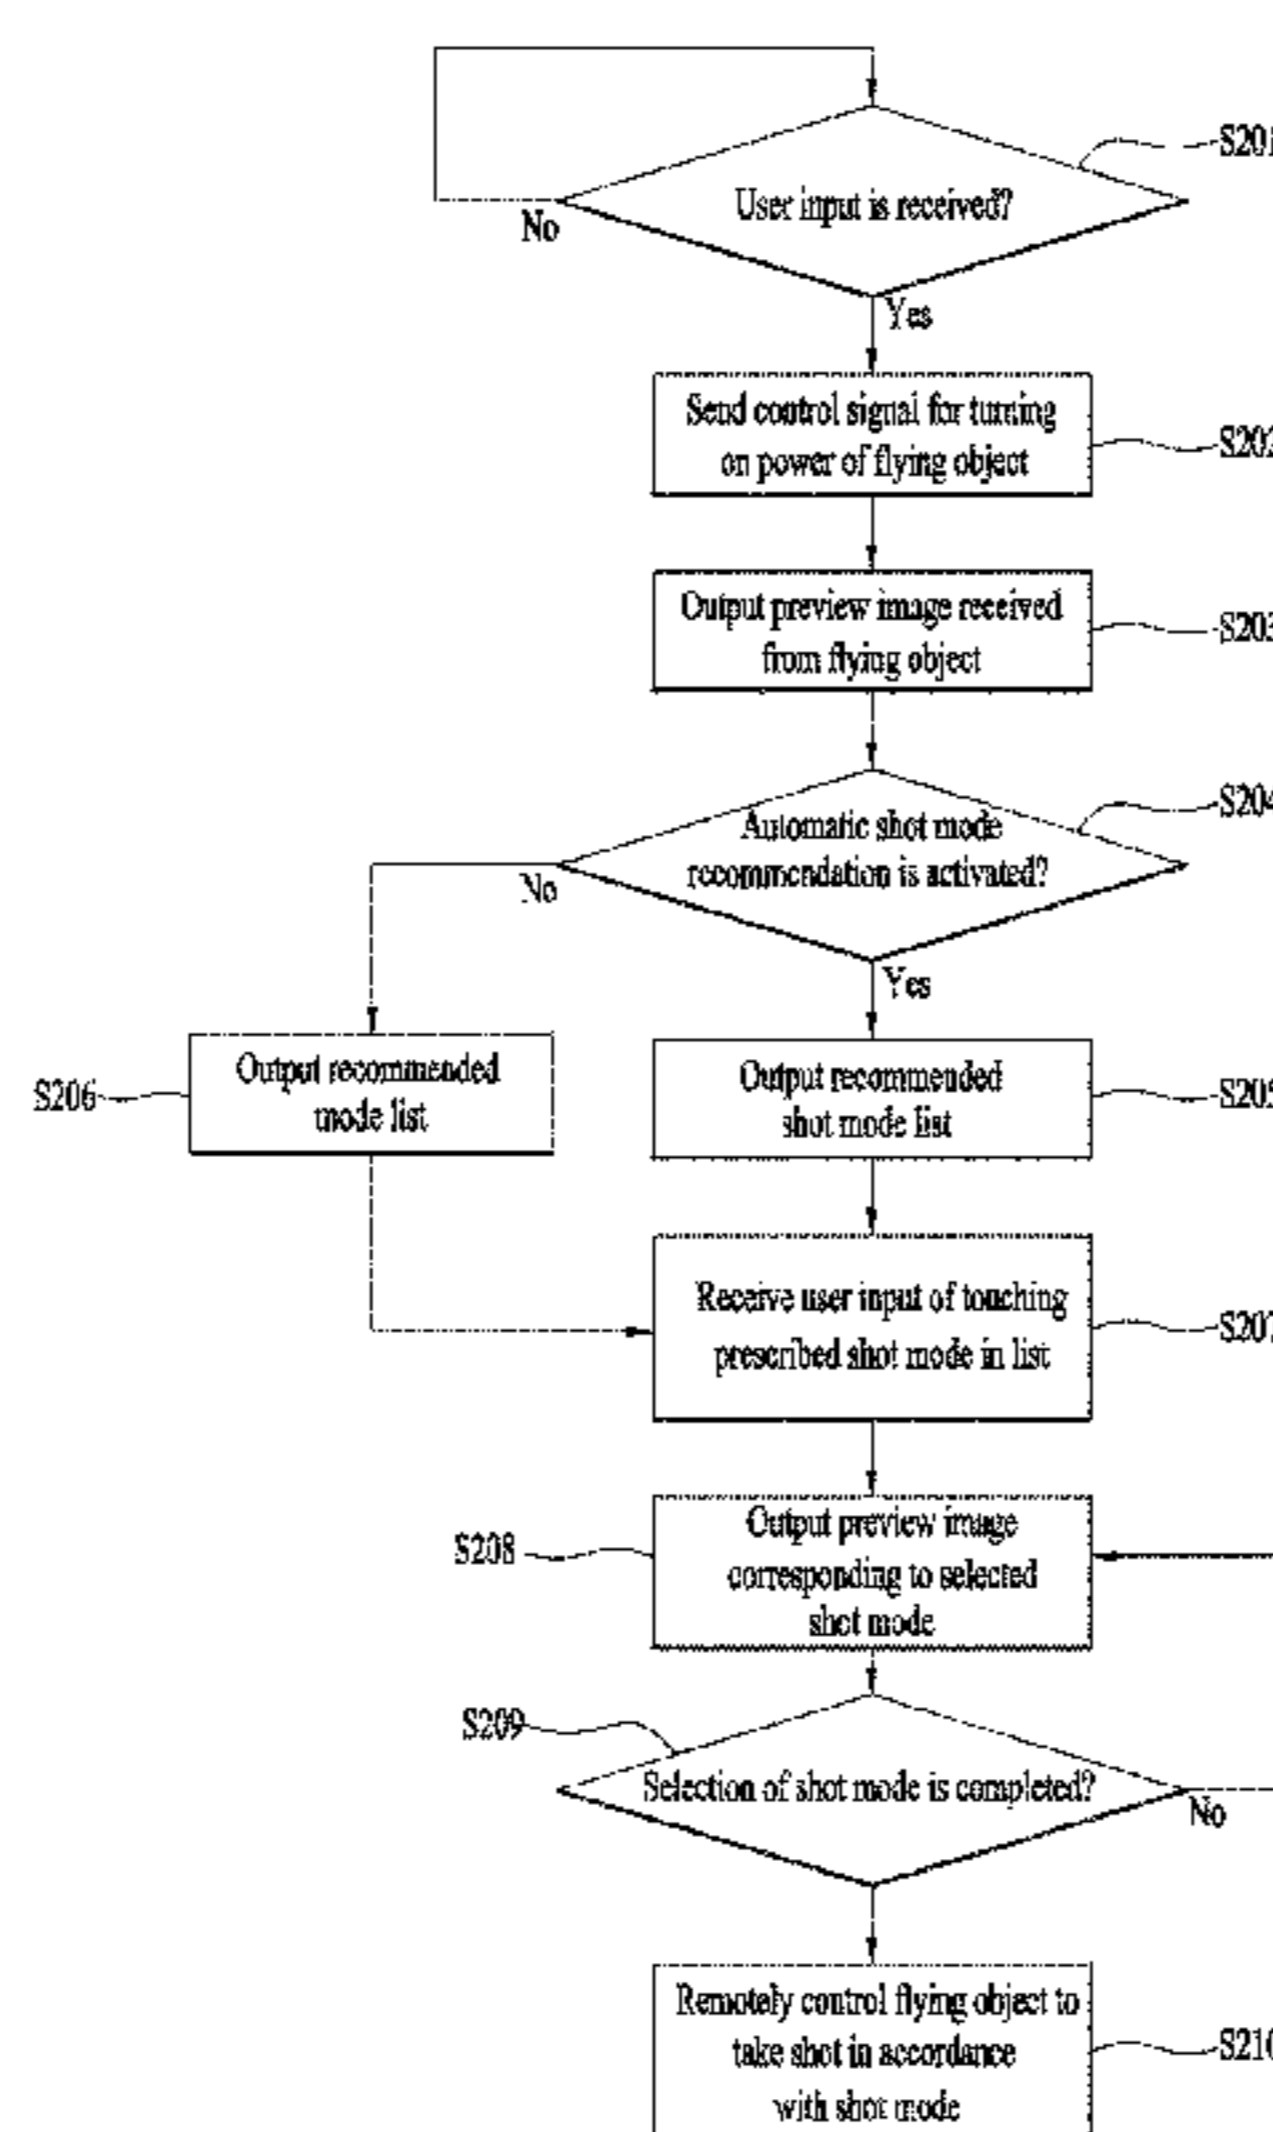 S201
User input is received?
No
Yes
Send control signal for turning
on power of flying object
S202
Output preview image received
from flying object
S203
Automatic shot mode
recommendation is activated?
S204
No
Yes
Output recommended
mode list
S206
Output recommended
shot mode list
S205
Receive user input of touching
prescribed shot mode in list
S207
Output preview image
corresponding to selected
shot mode
S208
S209
Selection of shot mode is completed?
No
Remotely control flying object to
take shot in accordance
with shot mode
S210